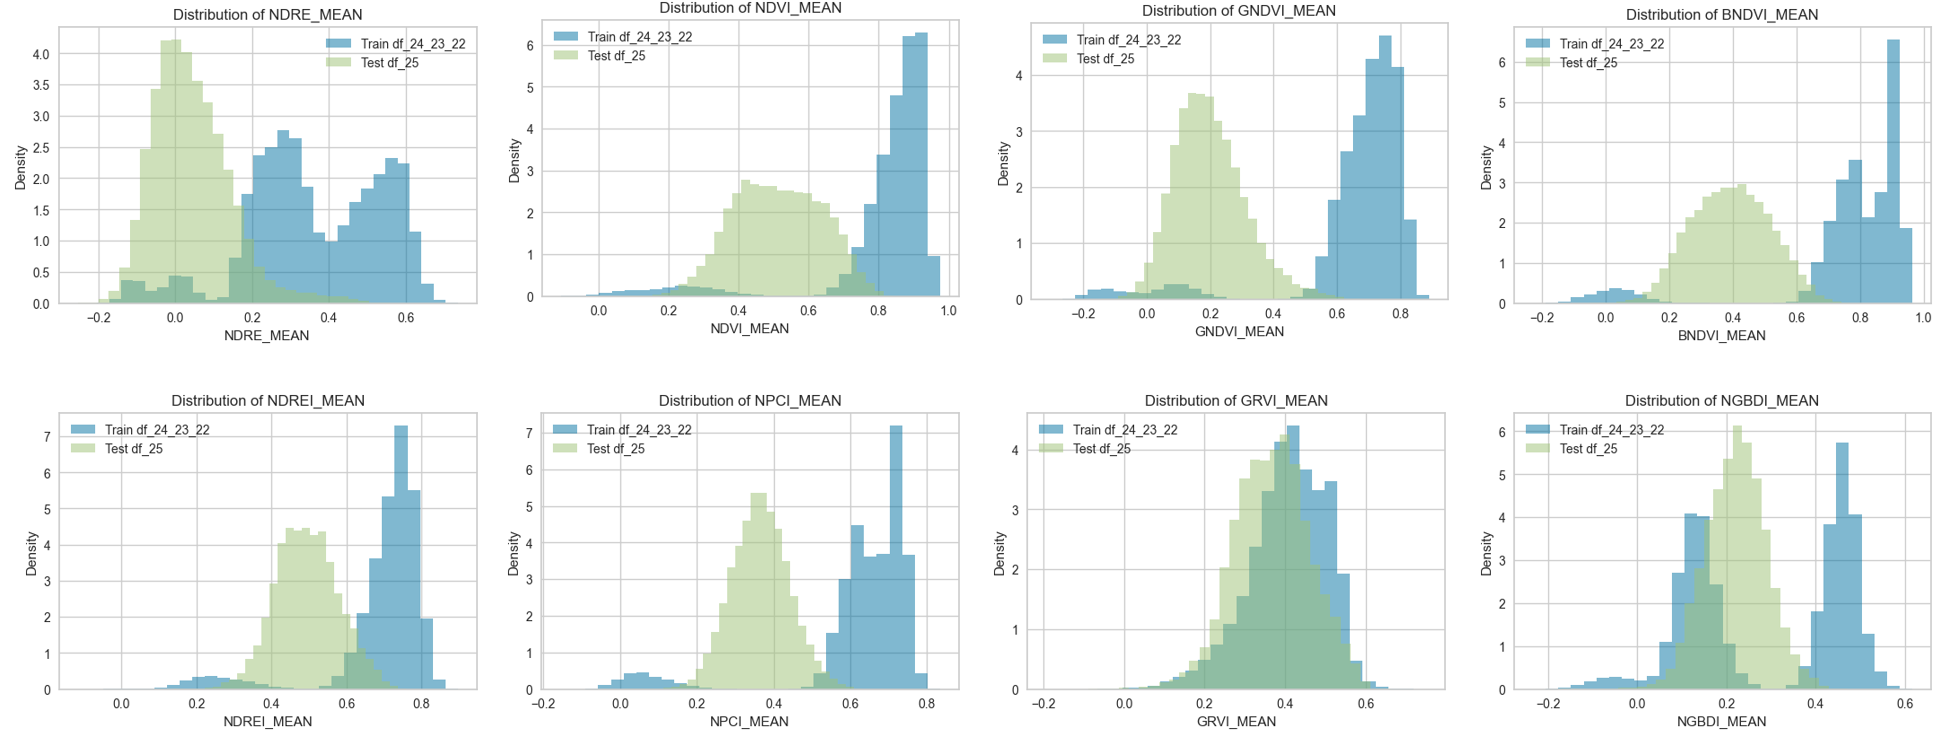 Distribution of NDRE_MEAN
Train df_24_23_22
Test df_25
Density
4.0
3.5
3.0
2.5
2.0
1.5
1.0
0.5
0.0
−0.2 0.0 0.2 0.4 0.6
NDRE_MEAN
Distribution of NDVI_MEAN
Train df_24_23_22
Test df_25
Density
6
5
4
3
2
1
0
0.0 0.2 0.4 0.6 0.8 1.0
NDVI_MEAN
Distribution of GNDVI_MEAN
Train df_24_23_22
Test df_25
Density
4
3
2
1
0
−0.2 0.0 0.2 0.4 0.6 0.8
GNDVI_MEAN
Distribution of BNDVI_MEAN
Train df_24_23_22
Test df_25
Density
6
5
4
3
2
1
0
−0.2 0.0 0.2 0.4 0.6 0.8 1.0
BNDVI_MEAN
Distribution of NDREI_MEAN
Train df_24_23_22
Test df_25
Density
7
6
5
4
3
2
1
0
0.0 0.2 0.4 0.6 0.8
NDREI_MEAN
Distribution of NPCI_MEAN
Train df_24_23_22
Test df_25
Density
7
6
5
4
3
2
1
0
−0.2 0.0 0.2 0.4 0.6 0.8
NPCI_MEAN
Distribution of GRVI_MEAN
Train df_24_23_22
Test df_25
Density
4
3
2
1
0
−0.2 0.0 0.2 0.4 0.6
GRVI_MEAN
Distribution of NGBDI_MEAN
Train df_24_23_22
Test df_25
Density
6
5
4
3
2
1
0
−0.2 0.0 0.2 0.4 0.6
NGBDI_MEAN